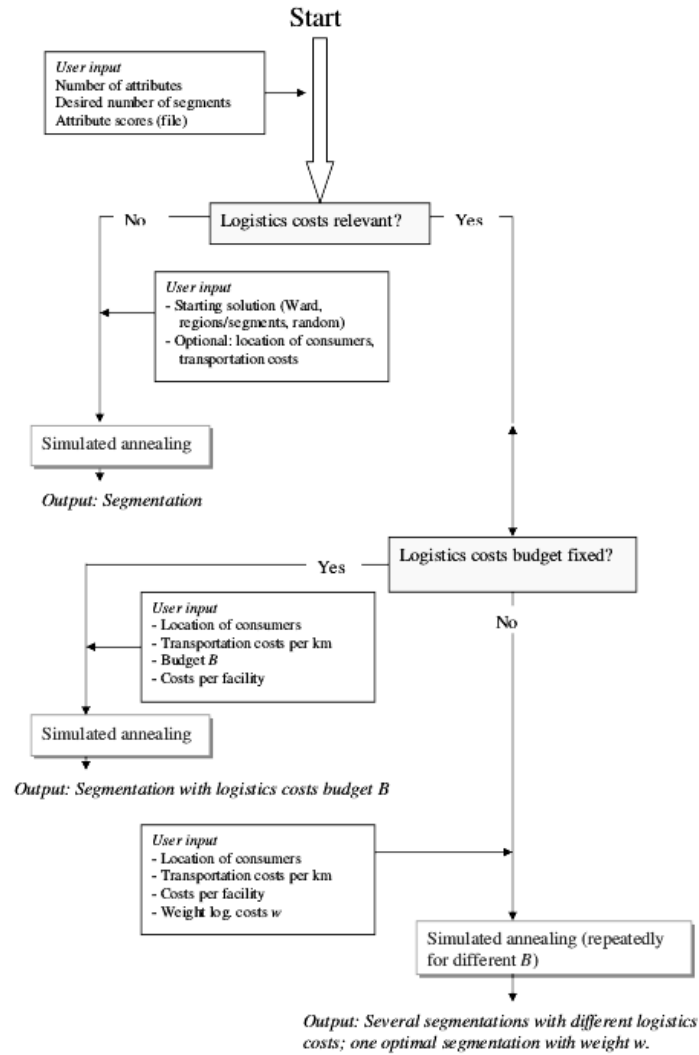 Start
User input
Number of attributes
Desired number of segments
Attribute scores (file)
No
Logistics costs relevant?
Yes
User input
- Starting solution (Ward,
regions/segments, random)
- Optional: location of consumers,
transportation costs
Simulated annealing
Output: Segmentation
Logistics costs budget fixed?
Yes
No
User input
- Location of consumers
- Transportation costs per km
- Budget B
- Costs per facility
Simulated annealing
Output: Segmentation with logistics costs budget B
User input
- Location of consumers
- Transportation costs per km
- Costs per facility
- Weight log. costs w
Simulated annealing (repeatedly
for different B)
Output: Several segmentations with different logistics
costs; one optimal segmentation with weight w.